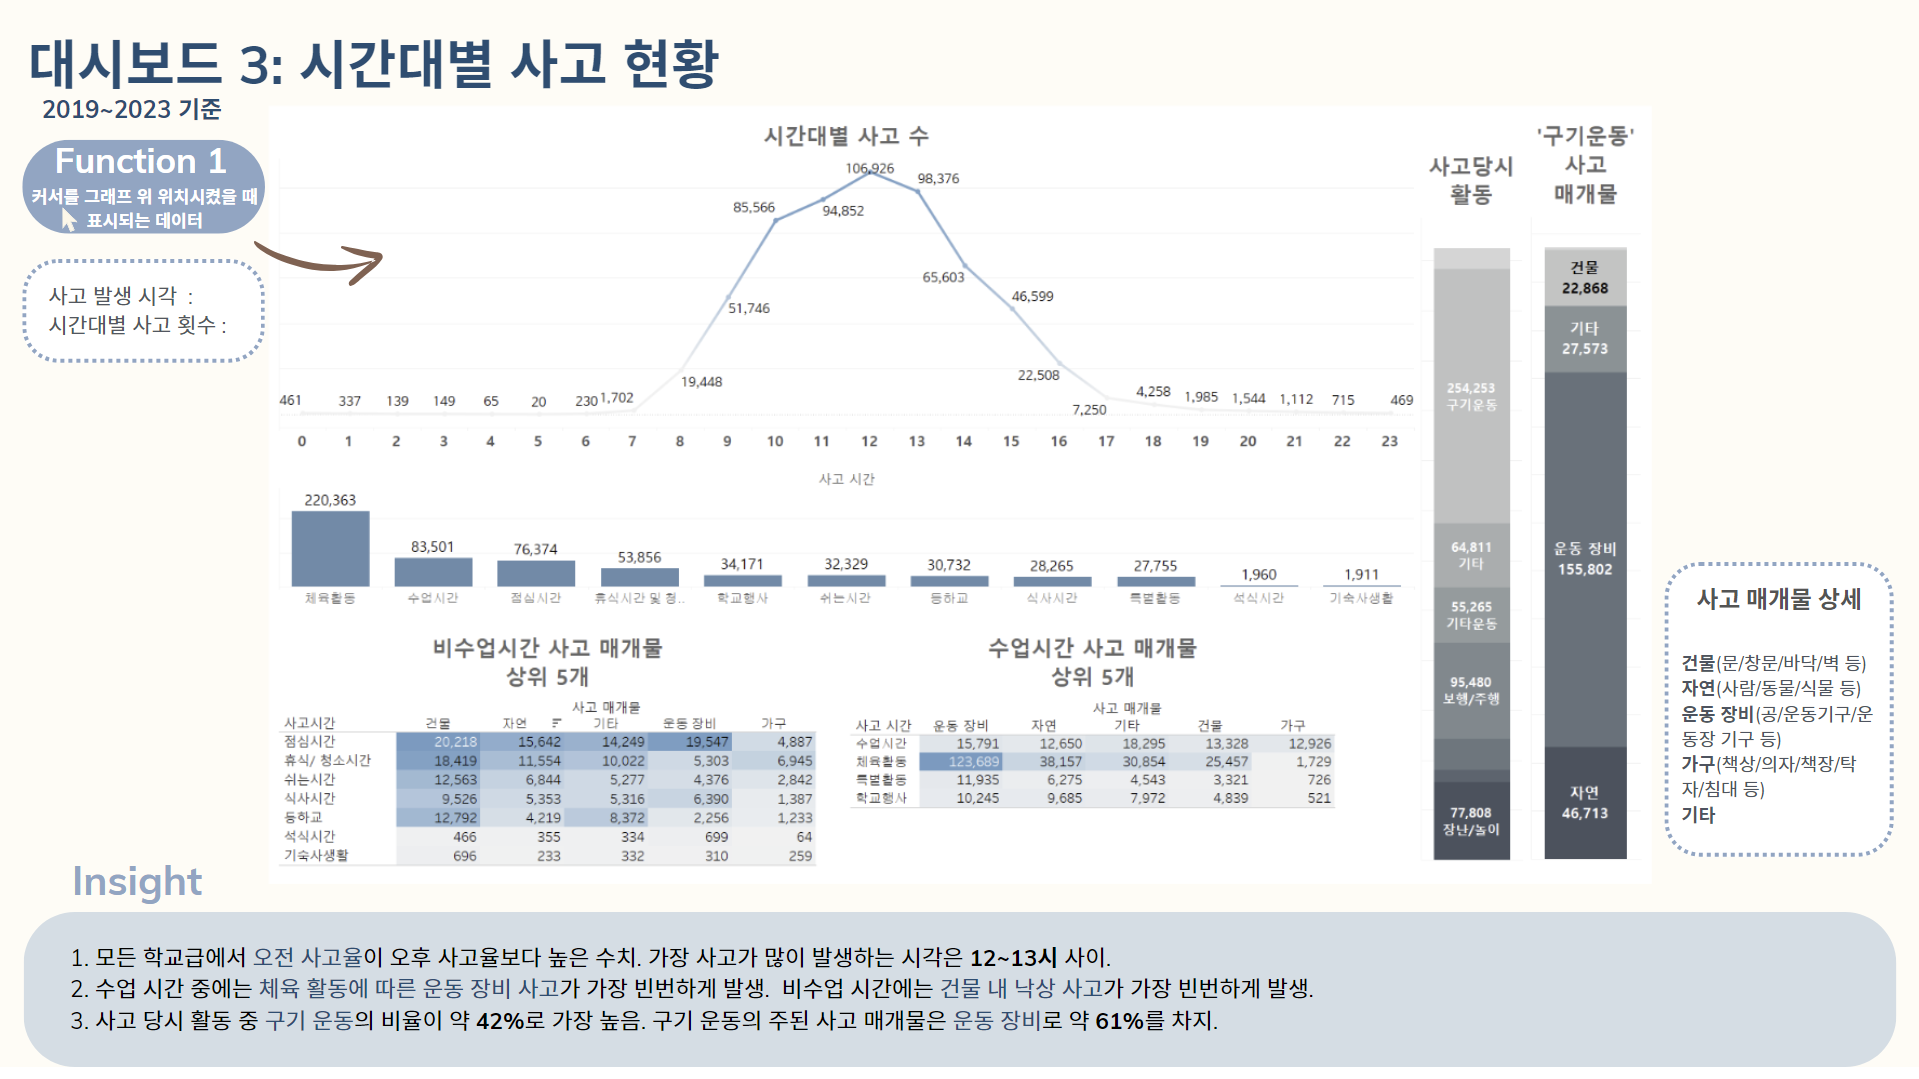 대시보드 3: 시간대별 사고 현황
2019~2023 기준
Function 1
커서를 그래프 위 위치시켰을 때
표시되는 데이터
사고 발생 시각 :
시간대별 사고 횟수 :
시간대별 사고 수
461 337 139 149 65 20 230 1,702 19,448 51,746 85,566 94,852 106,926 98,376 65,603 46,599 22,508 7,250 4,258 1,985 1,544 1,112 715 469
0 1 2 3 4 5 6 7 8 9 10 11 12 13 14 15 16 17 18 19 20 21 22 23
사고 시간
220,363 83,501 76,374 53,856 34,171 32,329 30,732 28,265 27,755 1,960 1,911
체육활동 수업시간 점심시간 휴식시간 및 청.. 학교행사 쉬는시간 등하교 식사시간 특별활동 석식시간 기숙사생활
비수업시간 사고 매개물
상위 5개
사고 매개물
사고시간 건물 자연 기타 운동 장비 가구
점심시간 20,218 15,642 14,249 19,547 4,887
휴식/ 청소시간 18,419 11,554 10,022 5,303 6,945
쉬는시간 12,563 6,844 5,277 4,376 2,842
식사시간 9,526 5,353 5,316 6,390 1,387
등하교 12,792 4,219 8,372 2,256 1,233
석식시간 466 355 334 699 64
기숙사생활 696 233 332 310 259
수업시간 사고 매개물
상위 5개
사고 매개물
사고 시간 운동 장비 자연 기타 건물 가구
수업시간 15,791 12,650 18,295 13,328 12,926
체육활동 123,689 38,157 30,854 25,457 1,729
특별활동 11,935 6,275 4,543 3,321 726
학교행사 10,245 9,685 7,972 4,839 521
사고당시
활동
254,253
구기운동
64,811
기타
55,265
기타운동
95,480
보행/주행
77,808
장난/놀이
'구기운동'
사고
매개물
건물
22,868
기타
27,573
운동 장비
155,802
자연
46,713
사고 매개물 상세
건물(문/창문/바닥/벽 등)
자연(사람/동물/식물 등)
운동 장비(공/운동기구/운
동장 기구 등)
가구(책상/의자/책장/탁
자/침대 등)
기타
Insight
1. 모든 학교급에서 오전 사고율이 오후 사고율보다 높은 수치. 가장 사고가 많이 발생하는 시각은 12~13시 사이.
2. 수업 시간 중에는 체육 활동에 따른 운동 장비 사고가 가장 빈번하게 발생. 비수업 시간에는 건물 내 낙상 사고가 가장 빈번하게 발생.
3. 사고 당시 활동 중 구기 운동의 비율이 약 42%로 가장 높음. 구기 운동의 주된 사고 매개물은 운동 장비로 약 61%를 차지.